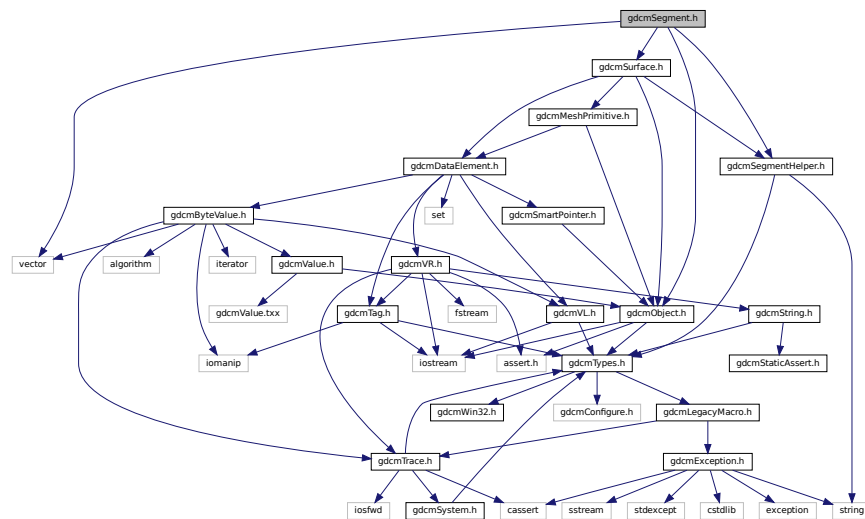 gdcmSegment.h
gdcmSurface.h
gdcmMeshPrimitive.h
gdcmDataElement.h
gdcmSegmentHelper.h
gdcmByteValue.h
set
gdcmSmartPointer.h
vector
algorithm
iterator
gdcmValue.h
gdcmVR.h
gdcmValue.txx
gdcmTag.h
fstream
gdcmVL.h
gdcmObject.h
gdcmString.h
iomanip
iostream
assert.h
gdcmTypes.h
gdcmStaticAssert.h
gdcmWin32.h
gdcmConfigure.h
gdcmLegacyMacro.h
gdcmTrace.h
gdcmException.h
iosfwd
gdcmSystem.h
cassert
sstream
stdexcept
cstdlib
exception
string